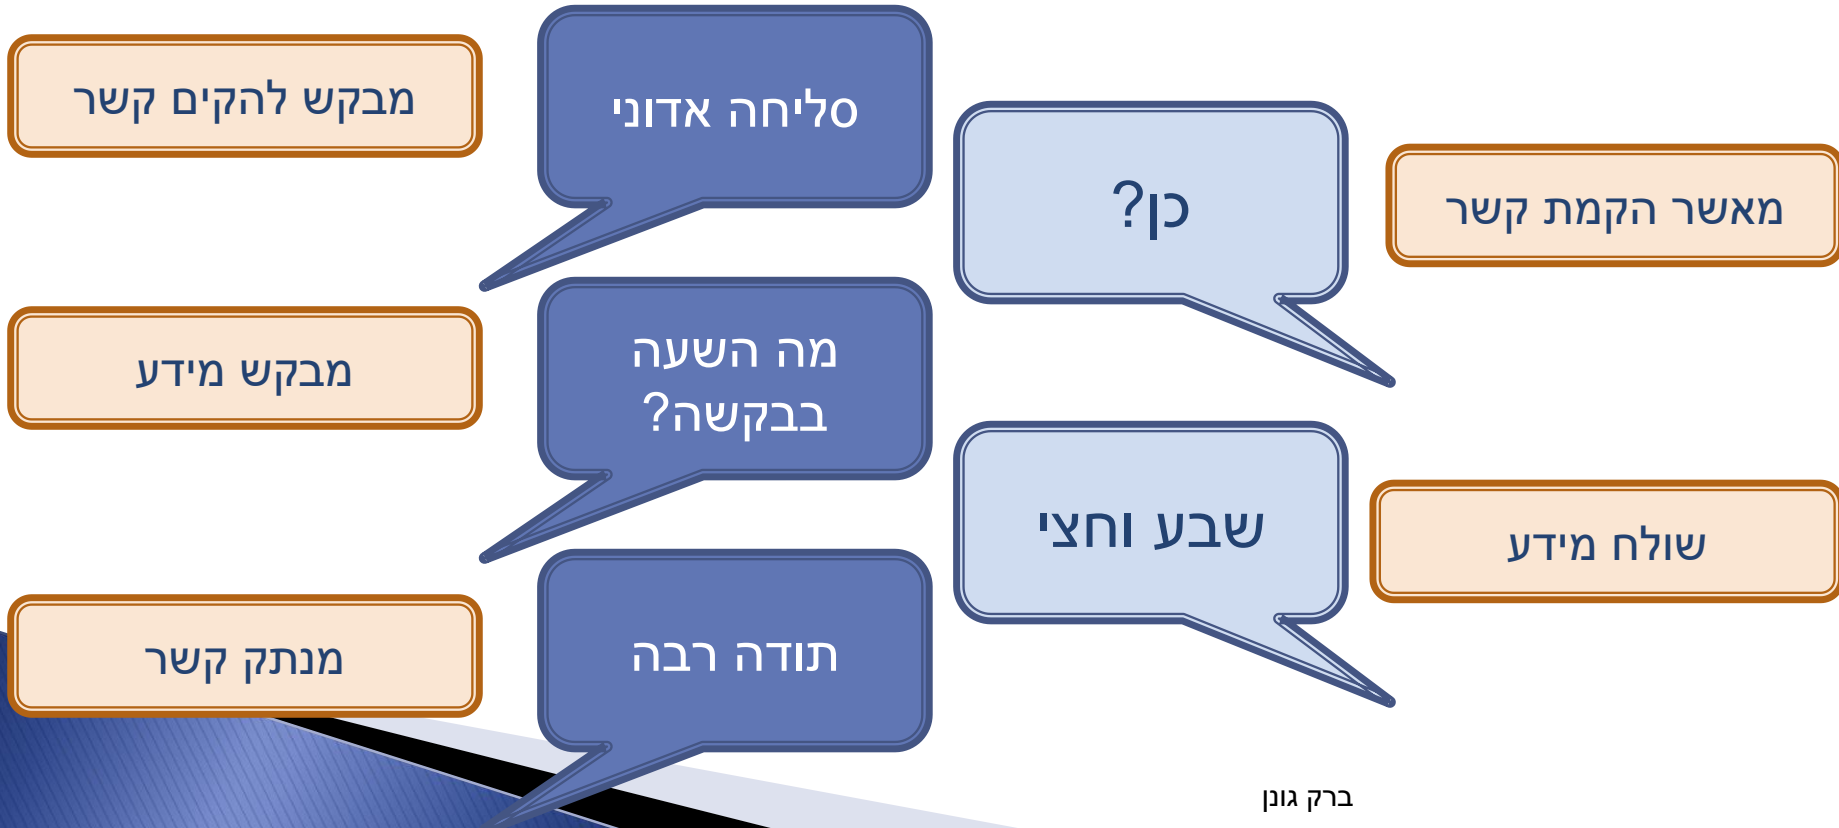 מבקש להקים קשר
סליחה אדוני
כן?
מאשר הקמת קשר
מבקש מידע
מה השעה
בבקשה?
שבע וחצי
שולח מידע
מנתק קשר
תודה רבה
ברק גונן